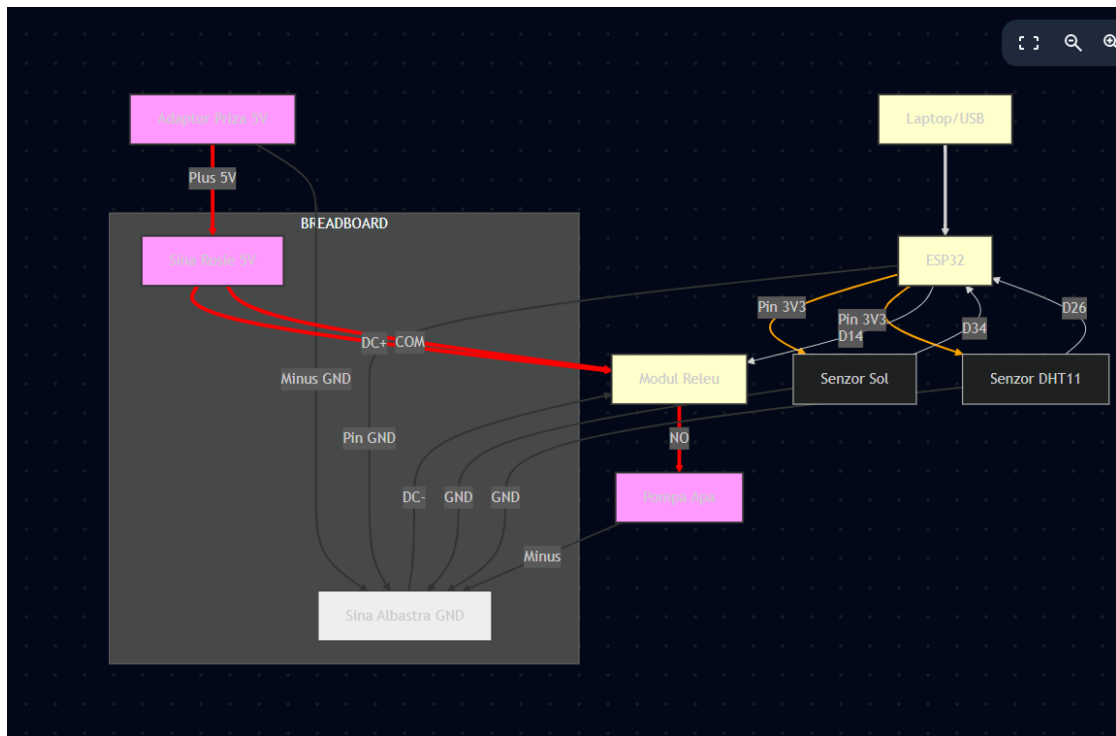 Adaptor Priza 5V
Laptop/USB
Plus 5V
BREADBOARD
Sina Rosie 5V
ESP32
Pin 3V3
Pin 3V3
D14
D34
D26
DC+
COM
Minus GND
Modul Releu
Senzor Sol
Senzor DHT11
Pin GND
NO
DC-
GND
GND
Pompa Apa
Minus
Sina Albastra GND